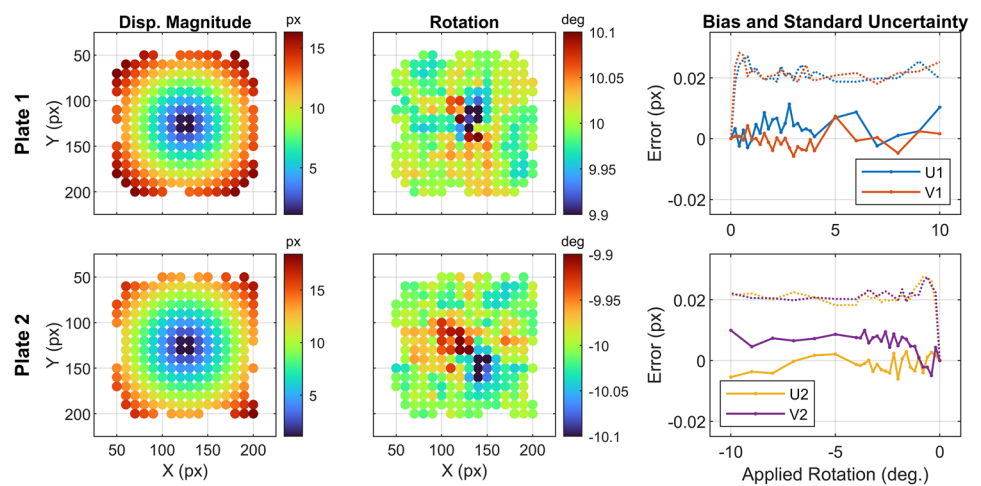 Disp. Magnitude
px
Rotation
deg
Bias and Standard Uncertainty
Plate 1
Y (px)
50
100
150
200
15
10
5
10.1
10.05
10
9.95
9.9
Error (px)
0.02
0
-0.02
0
5
10
U1
V1
px
deg
Plate 2
Y (px)
50
100
150
200
15
10
5
50
100
150
200
X (px)
-9.9
-9.95
-10
-10.05
-10.1
50
100
150
200
X (px)
Error (px)
0.02
0
-0.02
U2
V2
-10
-5
0
Applied Rotation (deg.)